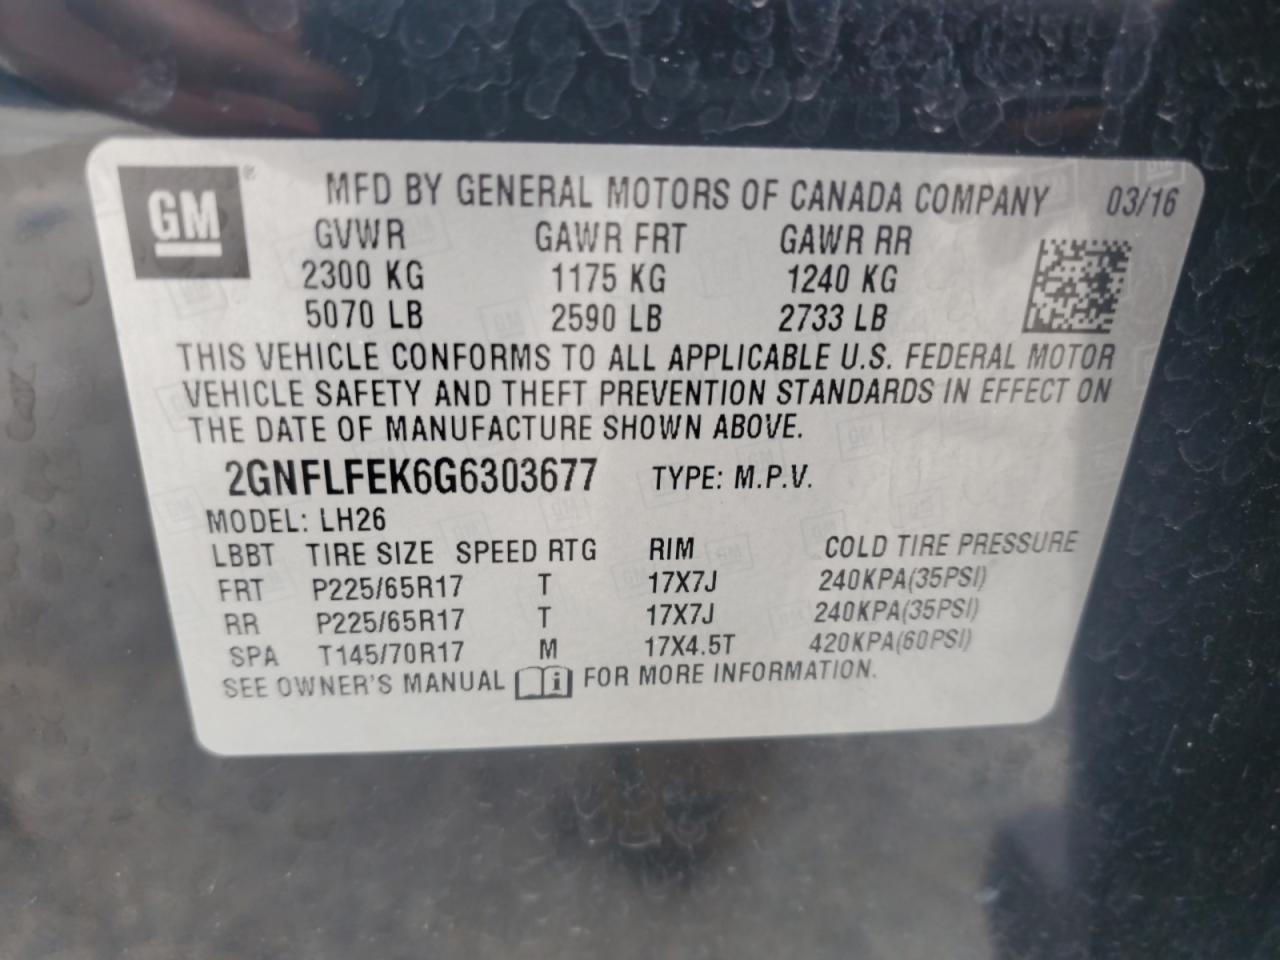 GM® MFD BY GENERAL MOTORS OF CANADA COMPANY 03/16
GVWR GAWR FRT GAWR RR
2300 KG 1175 KG 1240 KG
5070 LB 2590 LB 2733 LB
THIS VEHICLE CONFORMS TO ALL APPLICABLE U.S. FEDERAL MOTOR
VEHICLE SAFETY AND THEFT PREVENTION STANDARDS IN EFFECT ON
THE DATE OF MANUFACTURE SHOWN ABOVE.
2GNFLFEK6G6303677 TYPE: M.P.V.
MODEL: LH26
LBBT TIRE SIZE SPEED RTG RIM COLD TIRE PRESSURE
FRT P225/65R17 T 17X7J 240KPA(35PSI)
RR P225/65R17 T 17X7J 240KPA(35PSI)
SPA T145/70R17 M 17X4.5T 420KPA(60PSI)
SEE OWNER'S MANUAL i FOR MORE INFORMATION.